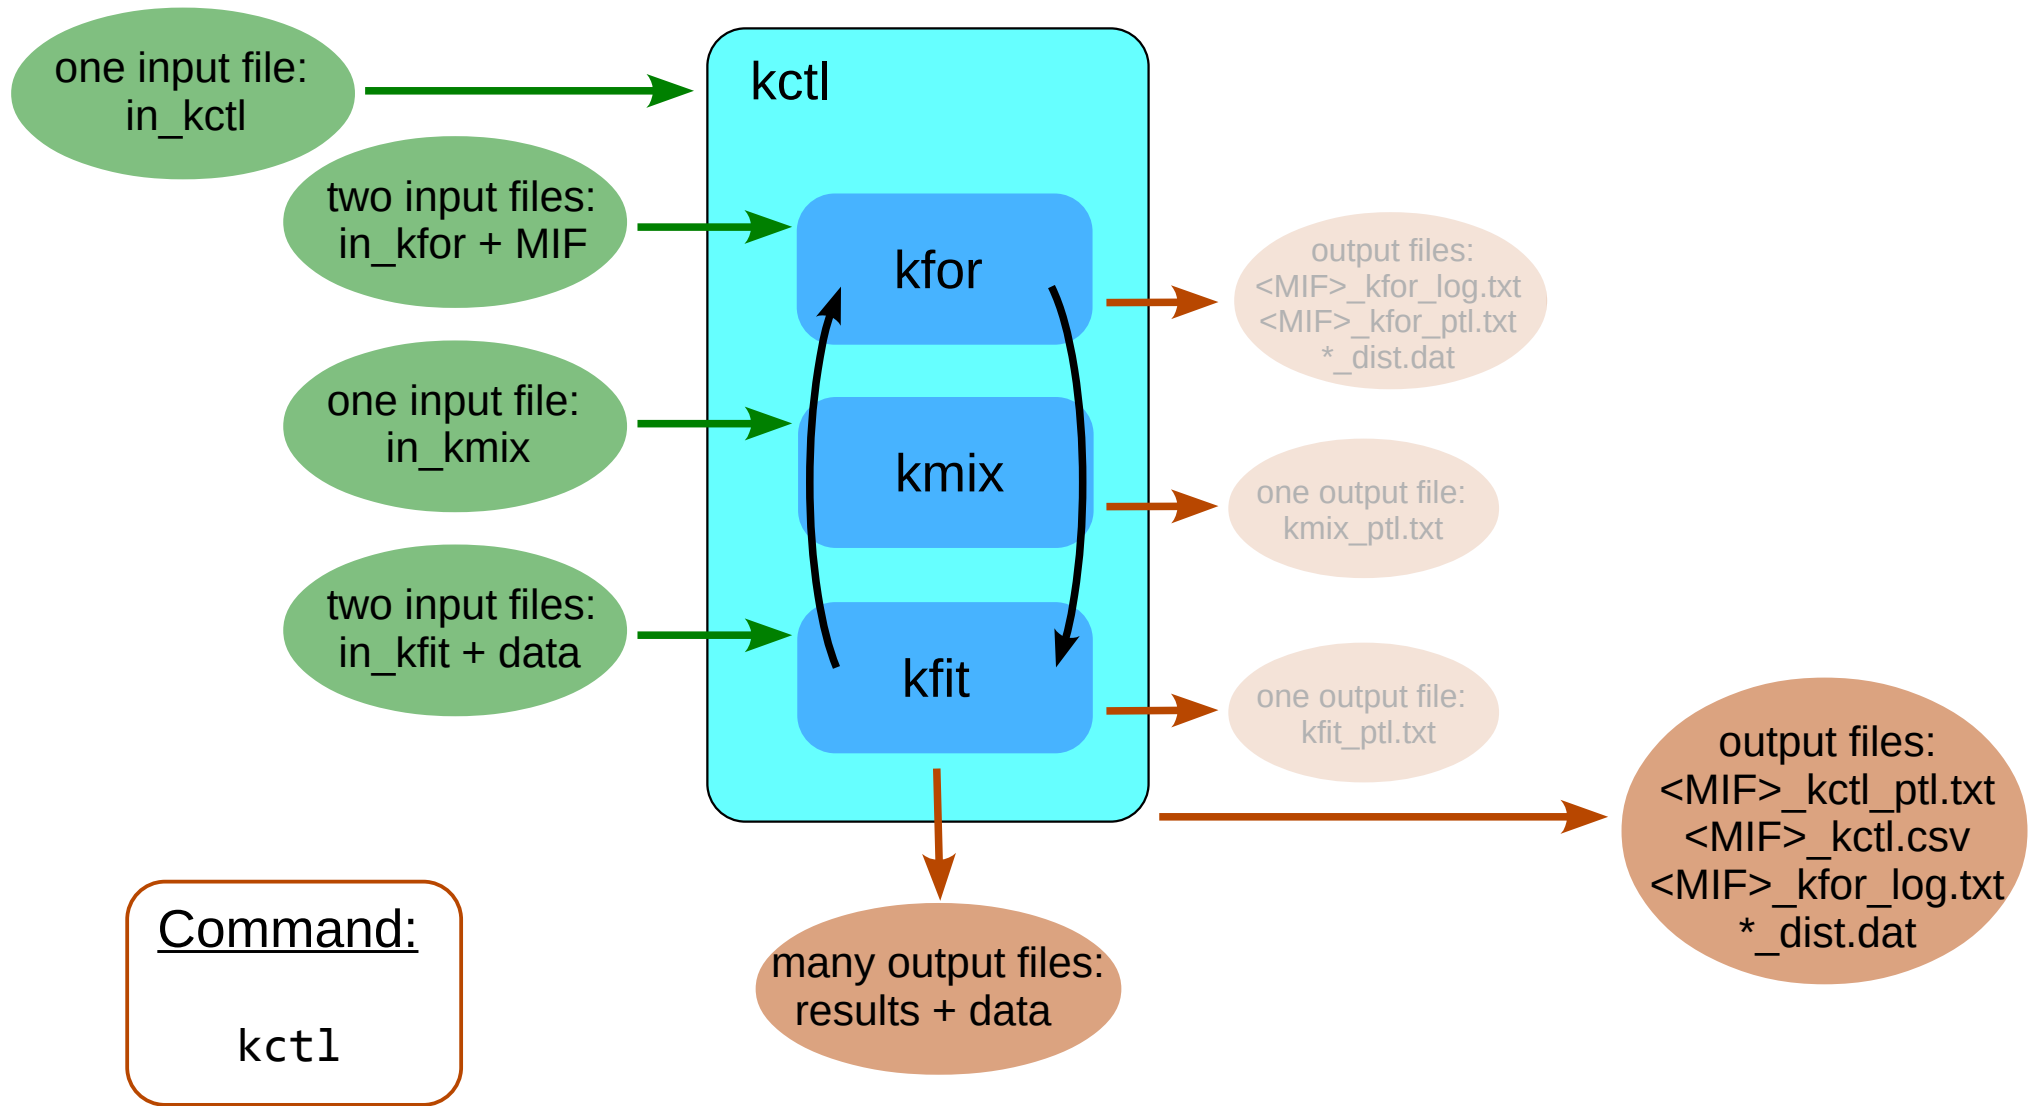 one input file:
in_kctl
kctl
two input files:
in_kfor + MIF
kfor
output files:
<MIF>_kfor_log.txt
<MIF>_kfor_ptl.txt
*_dist.dat
one input file:
in_kmix
kmix
one output file:
kmix_ptl.txt
two input files:
in_kfit + data
kfit
one output file:
kfit_ptl.txt
output files:
<MIF>_kctl_ptl.txt
<MIF>_kctl.csv
<MIF>_kfor_log.txt
*_dist.dat
many output files:
results + data
Command:
kctl